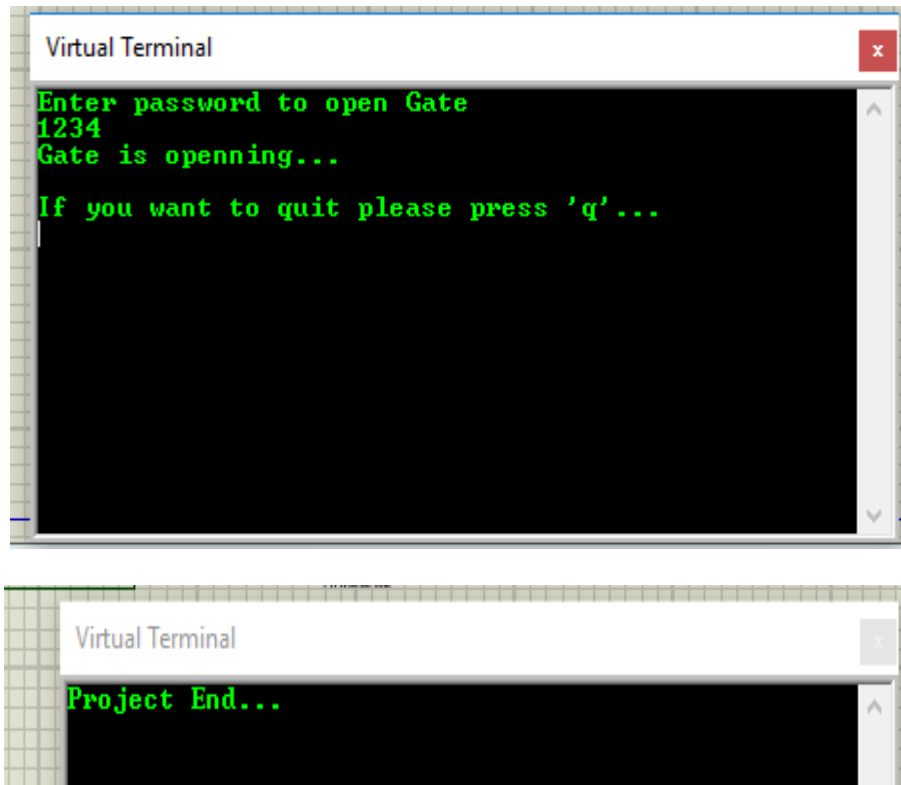 Virtual Terminal
x
Enter password to open Gate
1234
Gate is openning...
If you want to quit please press 'q'...
Virtual Terminal
x
Project End...